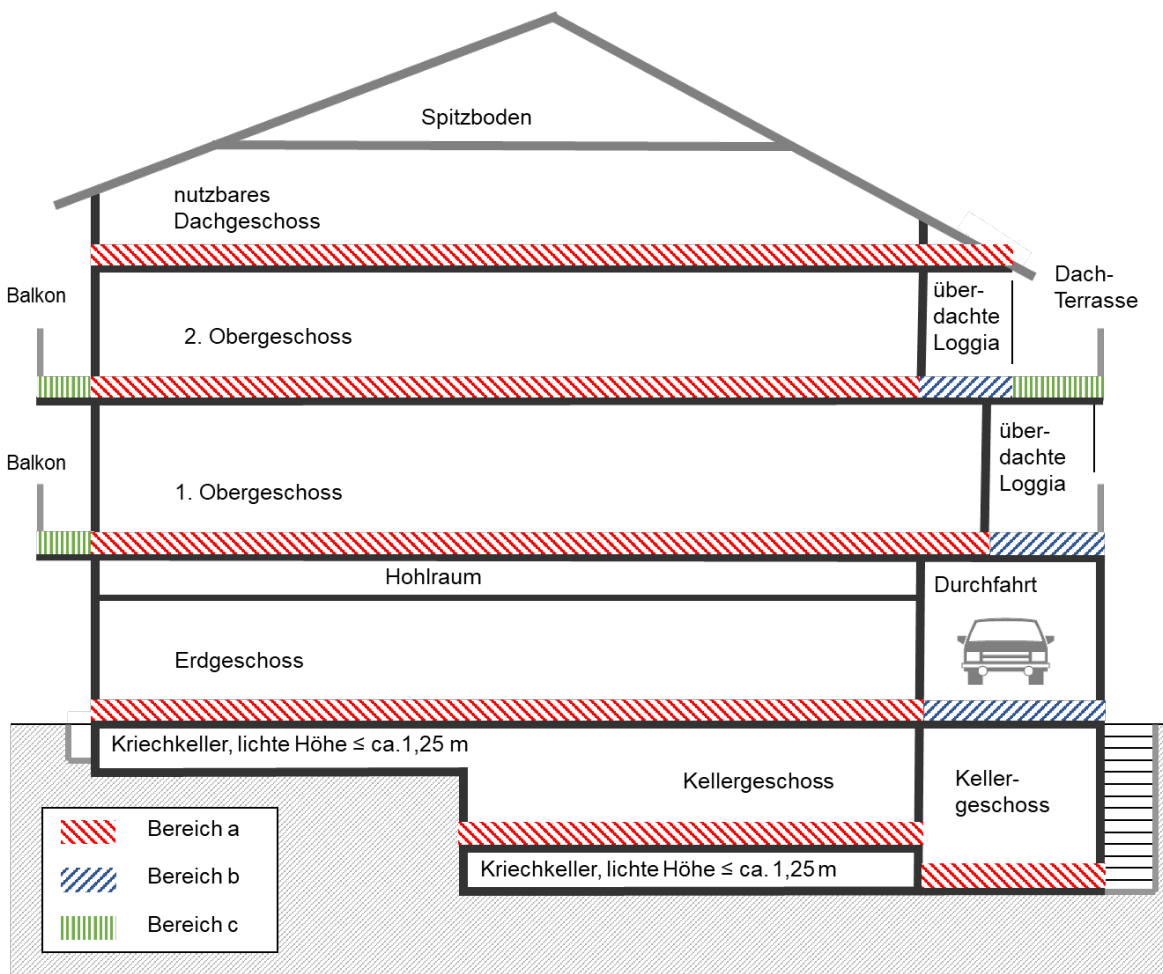 Spitzboden
nutzbares
Dachgeschoss
Balkon
2. Obergeschoss
über-
dachte
Loggia
Dach-
Terrasse
Balkon
1. Obergeschoss
über-
dachte
Loggia
Hohlraum
Durchfahrt
Erdgeschoss
Kriechkeller, lichte Höhe ≤ ca.1,25 m
Kellergeschoss
Keller-
geschoss
Kriechkeller, lichte Höhe ≤ ca. 1,25 m
Bereich a
Bereich b
Bereich c